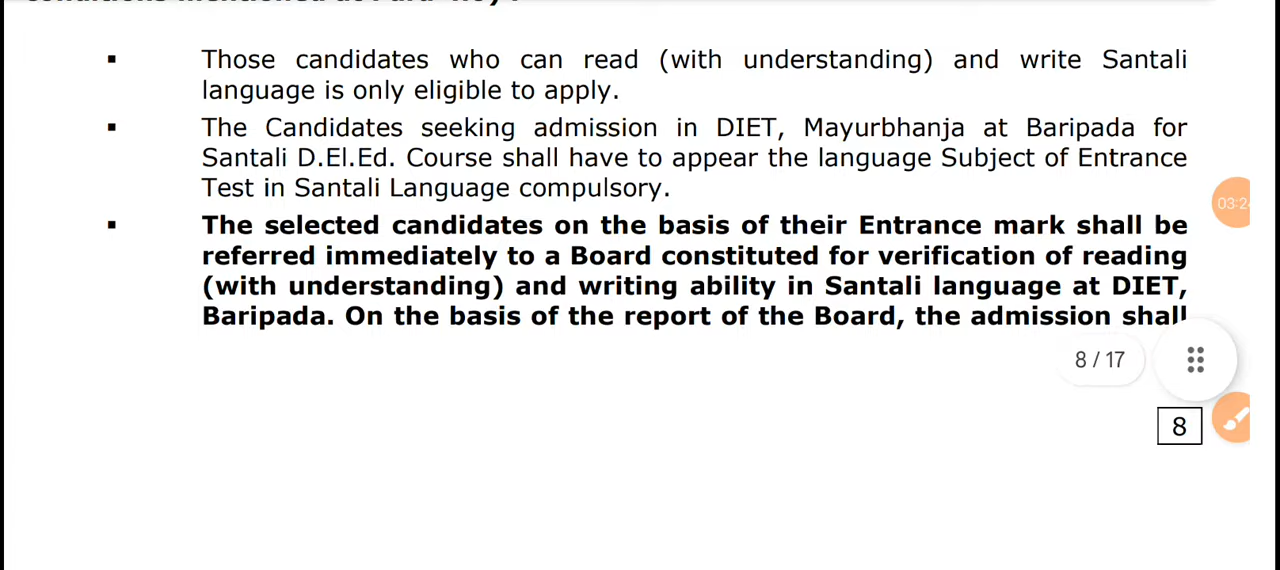 Those candidates who can read (with understanding) and write Santali
language is only eligible to apply.
The Candidates seeking admission in DIET, Mayurbhanja at Baripada for
Santali D.El.Ed. Course shall have to appear the language Subject of Entrance
Test in Santali Language compulsory.
The selected candidates on the basis of their Entrance mark shall be
referred immediately to a Board constituted for verification of reading
(with understanding) and writing ability in Santali language at DIET,
Baripada. On the basis of the report of the Board, the admission shall
8 / 17
8